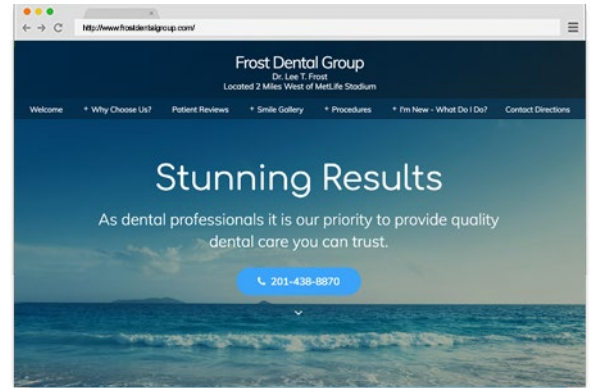 http://www.frostdentalgroup.com/
Frost Dental Group
Dr. Lee T. Frost
Located 2 Miles West of MetLife Stadium
Welcome + Why Choose Us? Patient Reviews + Smile Gallery + Procedures + I'm New - What Do I Do? Contact Directions
Stunning Results
As dental professionals it is our priority to provide quality
dental care you can trust.
201-438-8870